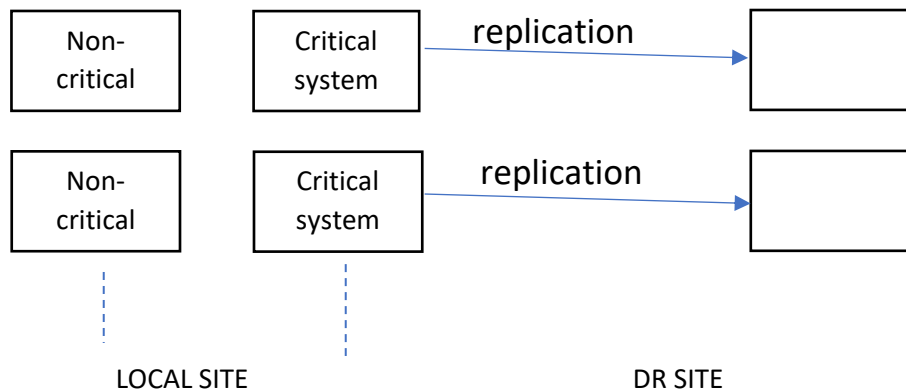 Non-
critical
Critical
system
replication
Non-
critical
Critical
system
replication
LOCAL SITE
DR SITE